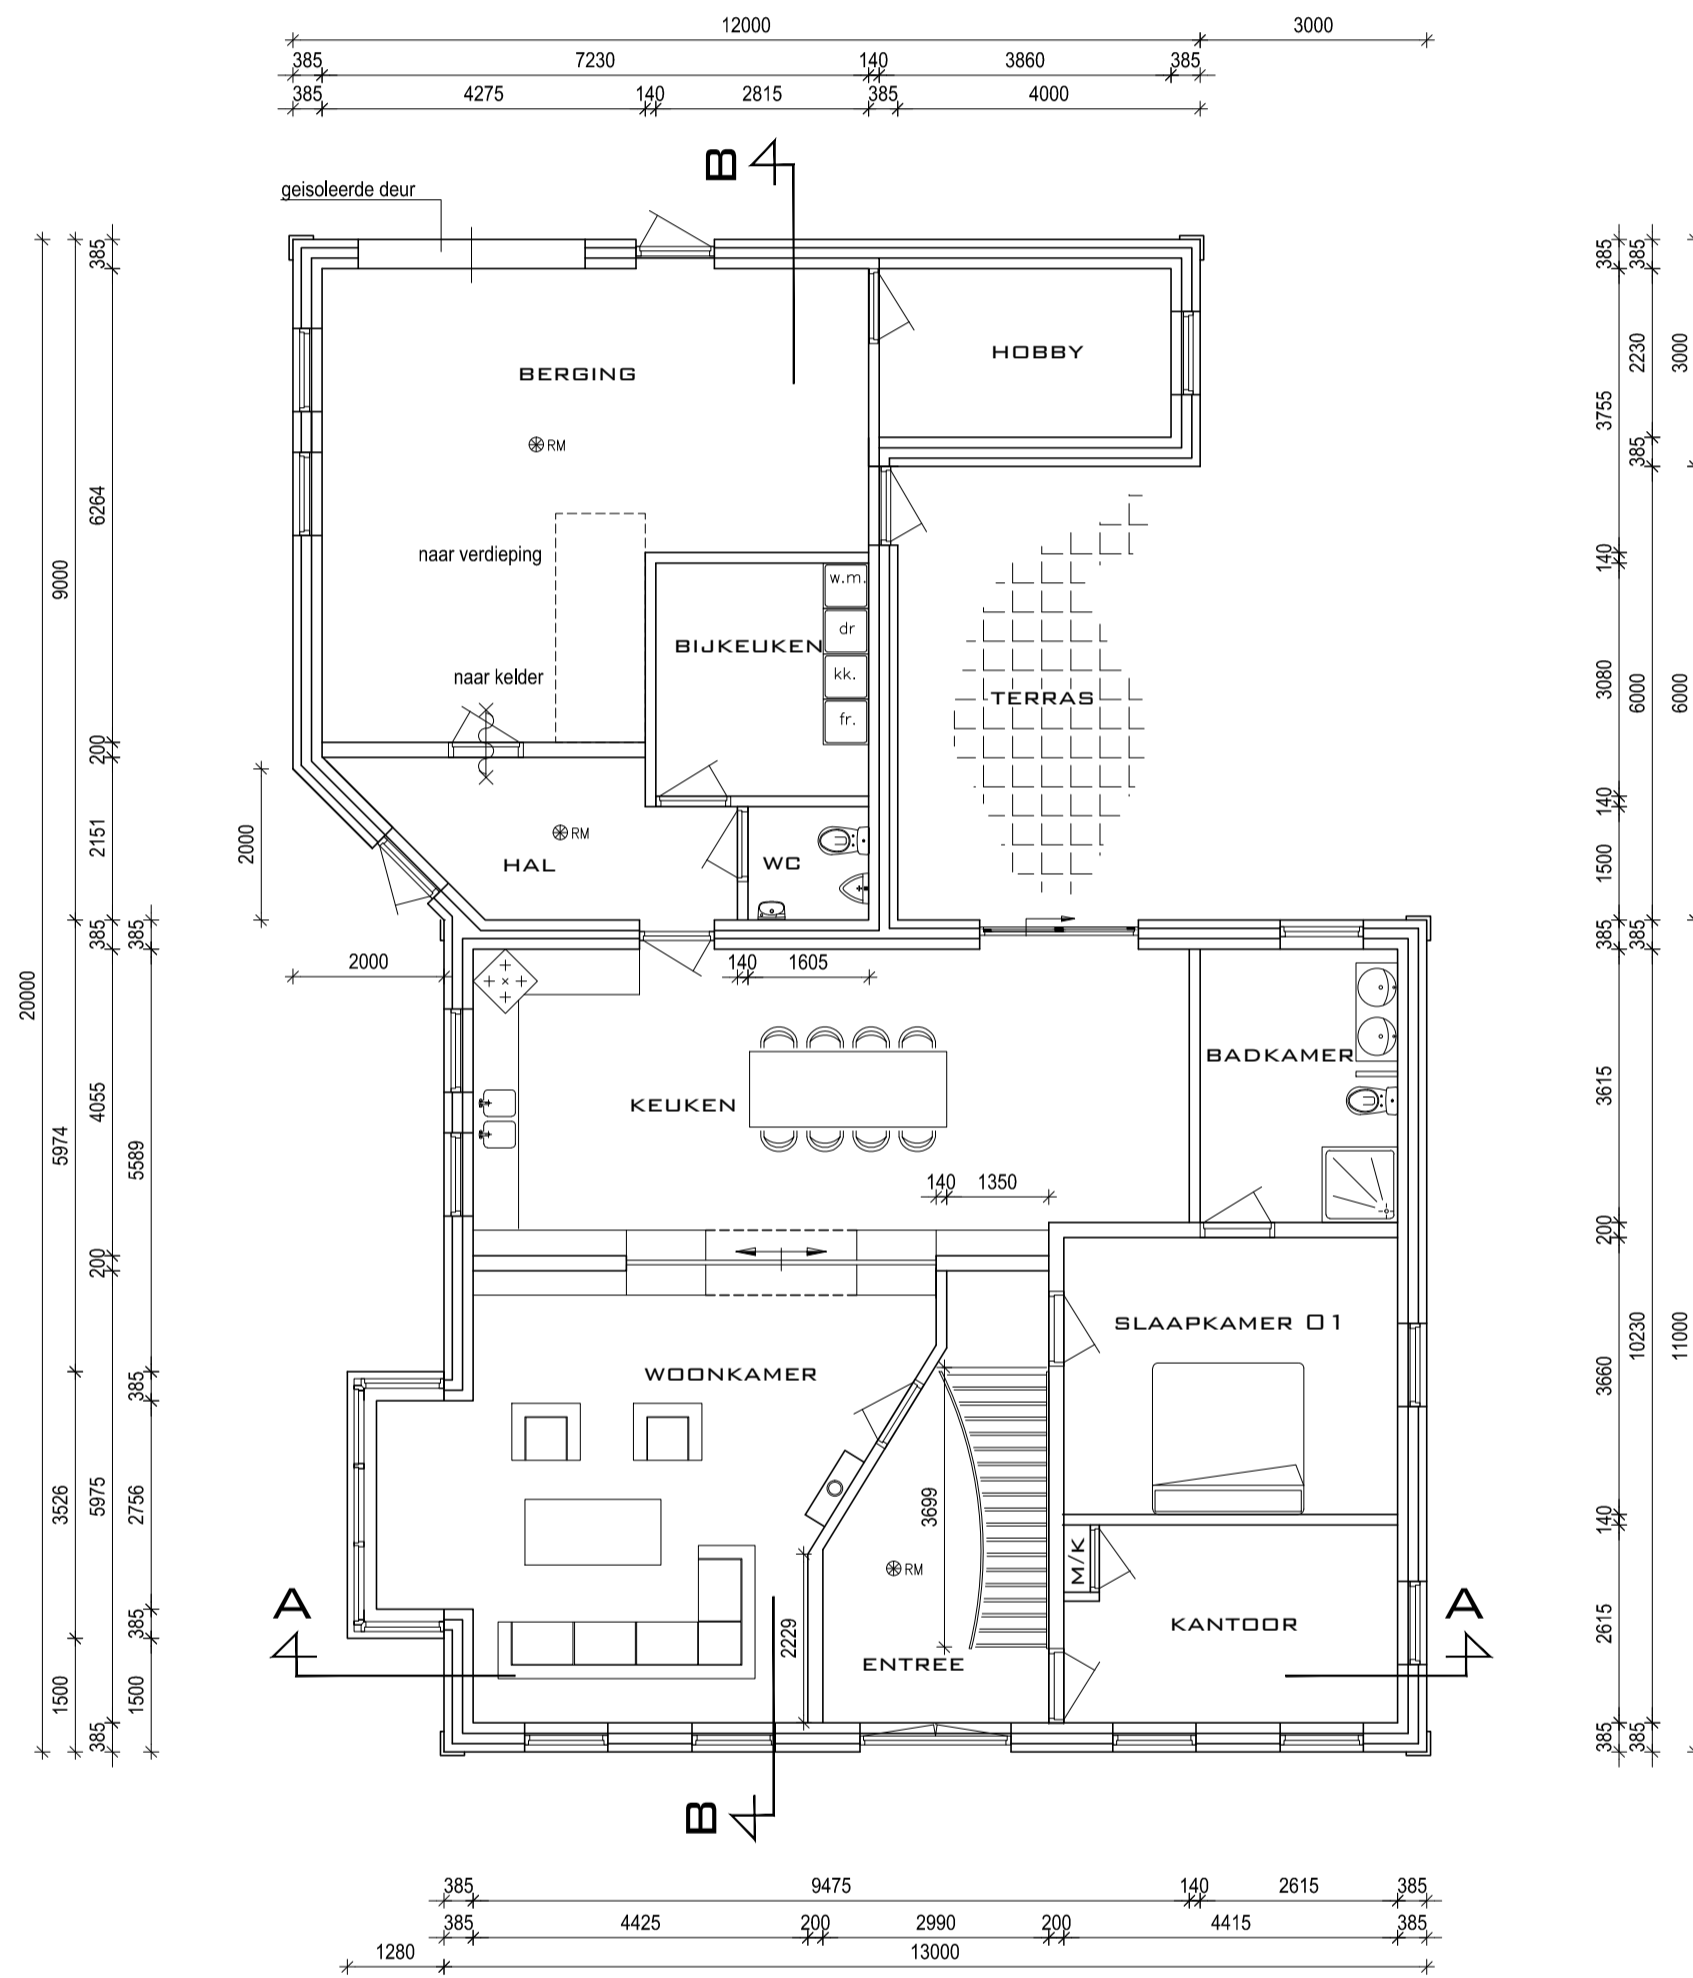 12000 3000
385 7230 140 3860 385
385 4275 140 2815 385 4000
B
geisoleerde deur
385 385 385
BERGING
HOBBY
2230 3000
3755
RM
385
6264
9000
naar verdieping
140
w.m.
dr
BIJKEUKEN
kk.
naar kelder
fr.
TERRAS
3080 6000 6000
200
140
2151
2000
RM
HAL
WC
1500
385 385
385 385
2000
140 1605
20000
BADKAMER
4055
3615
KEUKEN
5974
5589
140 1350
200
200
SLAAPKAMER 01
10230 11000
WOONKAMER
385
3660
3526 5975 2756
3699
140
RM
M/K
A
A
385
2229
KANTOOR
2615
ENTREE
1500 1500
385
385 385
B
385 9475 140 2615 385
385 4425 200 2990 200 4415 385
1280 13000